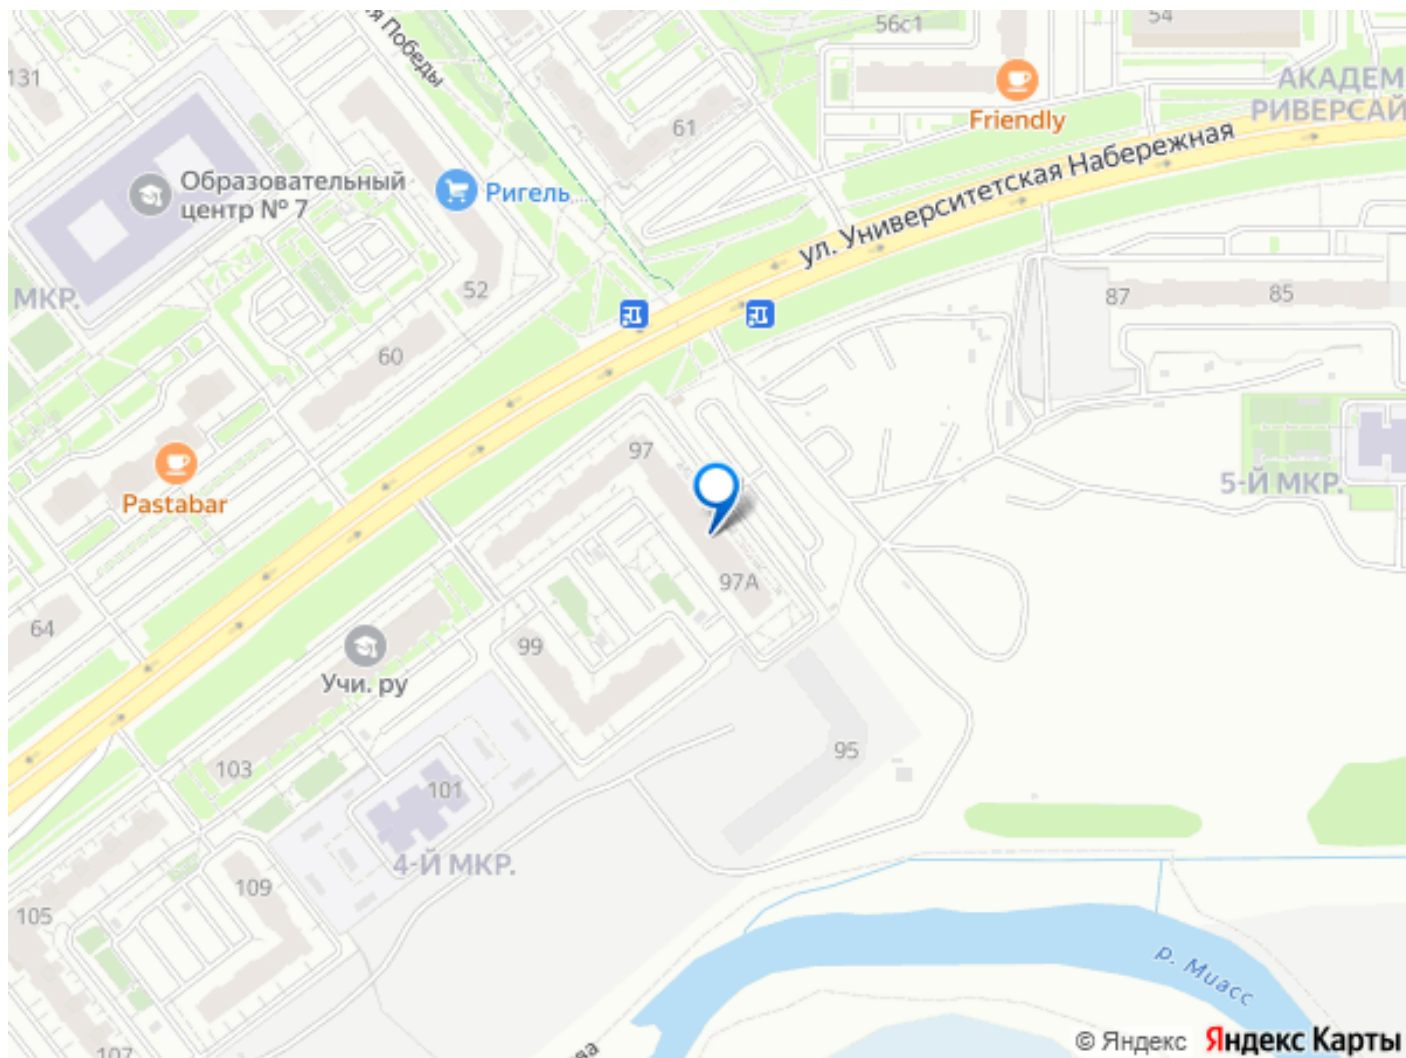 56с1
54
я Победы
131
АКАДЕМ
РИВЕРСАЙ
Friendly
61
ул. Университетская Набережная
Образовательный
центр № 7
Ригель
52
МКР.
87
85
60
97
Pastabar
5-Й МКР.
97А
64
99
Учи. ру
95
103
101
4-Й МКР.
109
105
р. Миасс
107
ва
© Яндекс Яндекс Карты